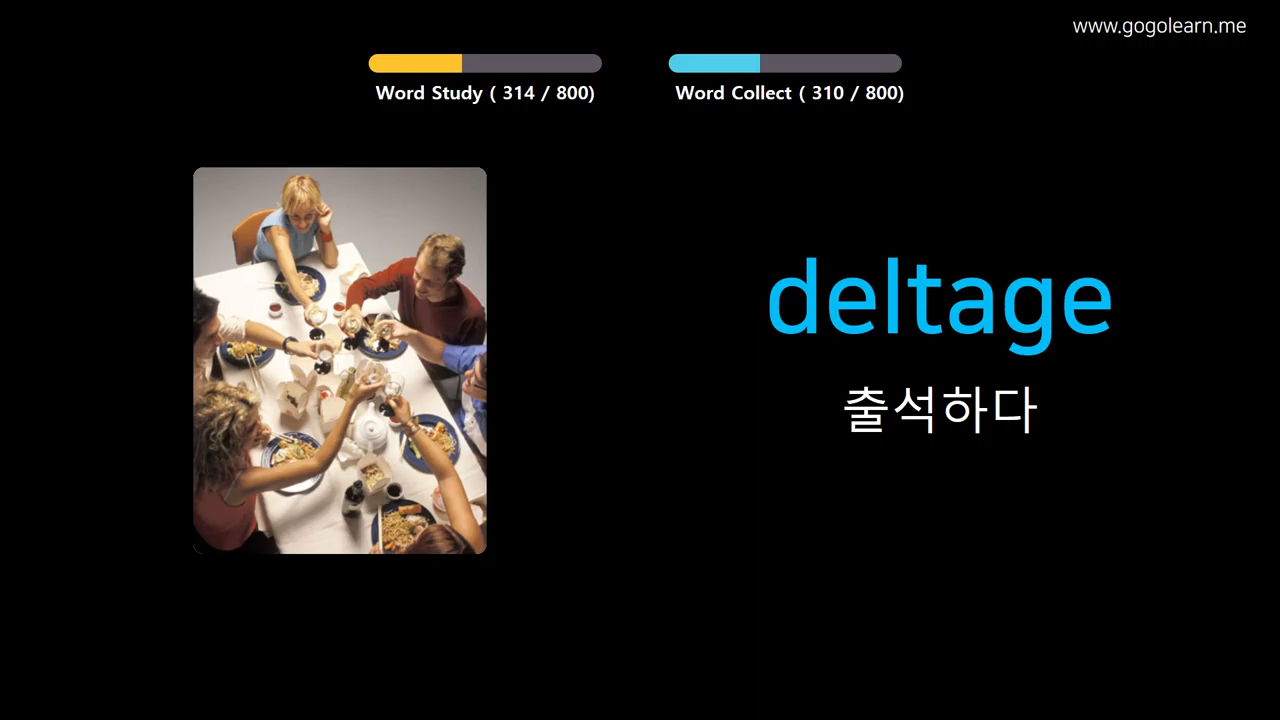 www.gogolearn.me
Word Study ( 314 / 800)
Word Collect ( 310 / 800)
deltage
출석하다